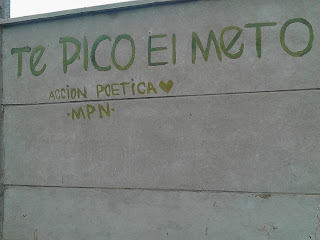 Te PICO El MeTO
ACCION POETICA♥
·MPN·